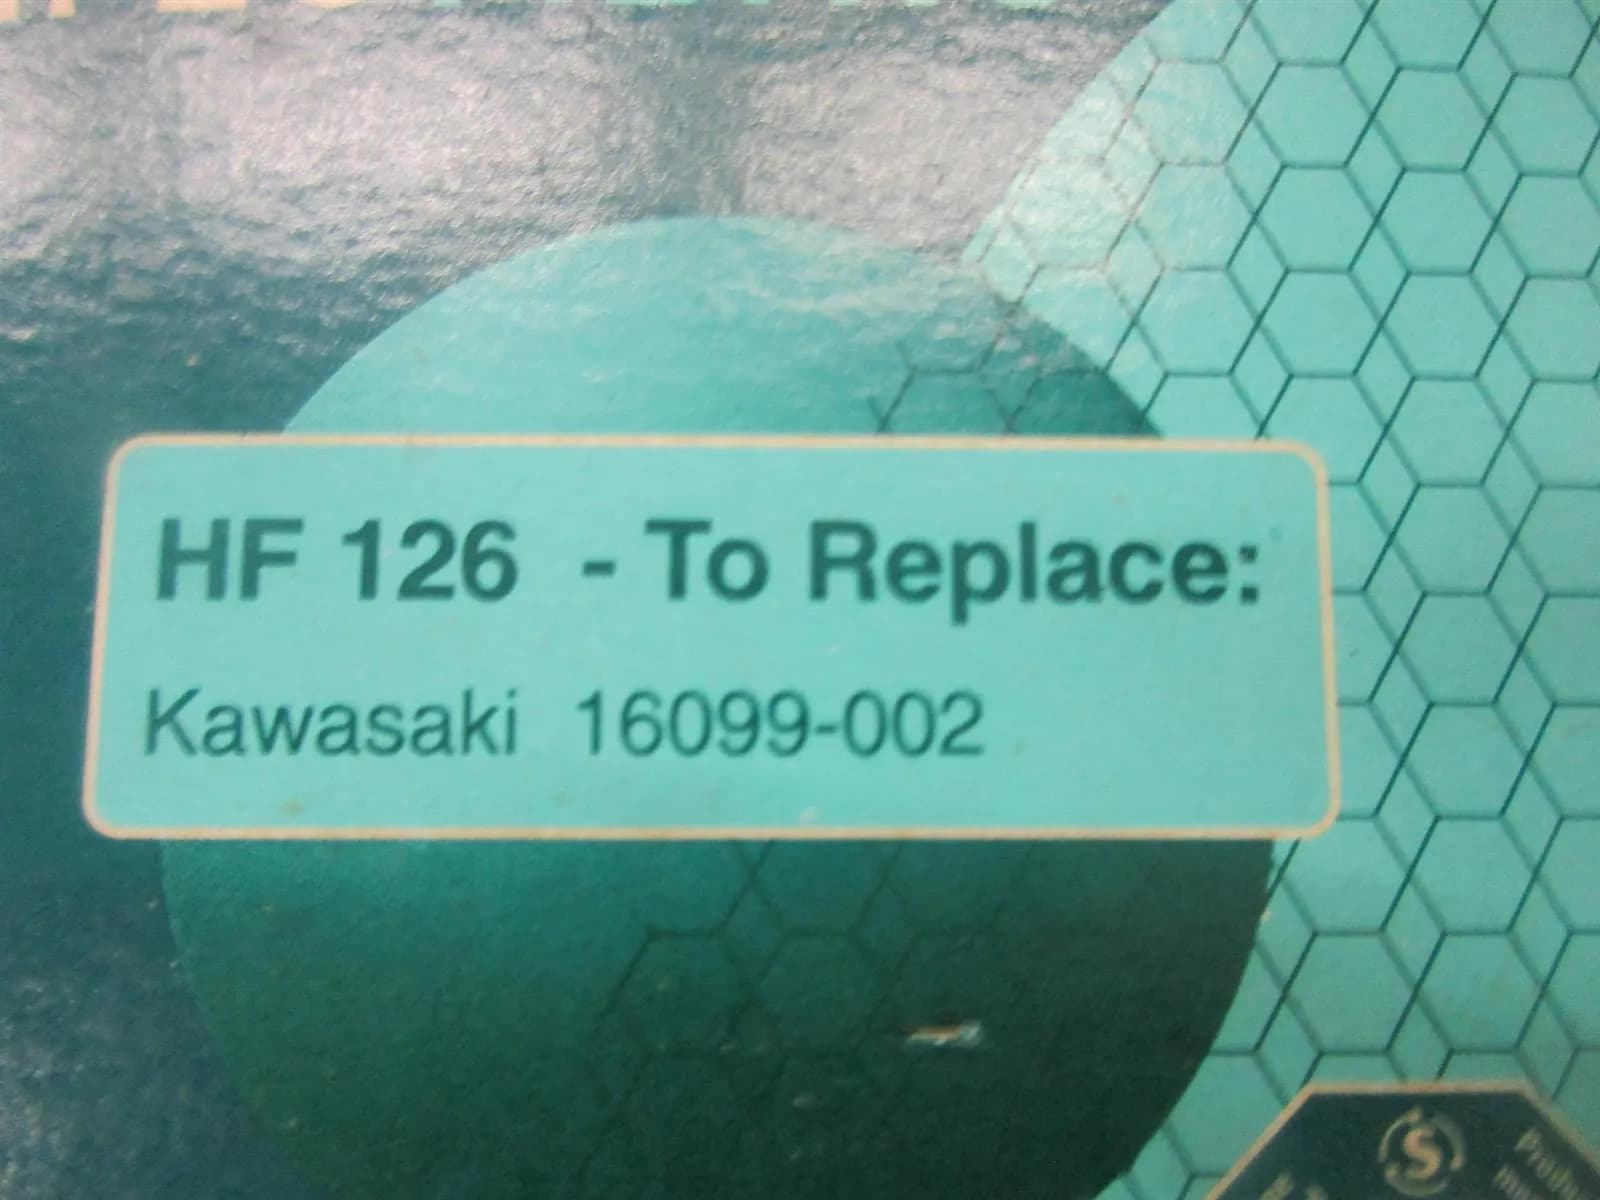 HF 126 - To Replace:
Kawasaki 16099-002
S